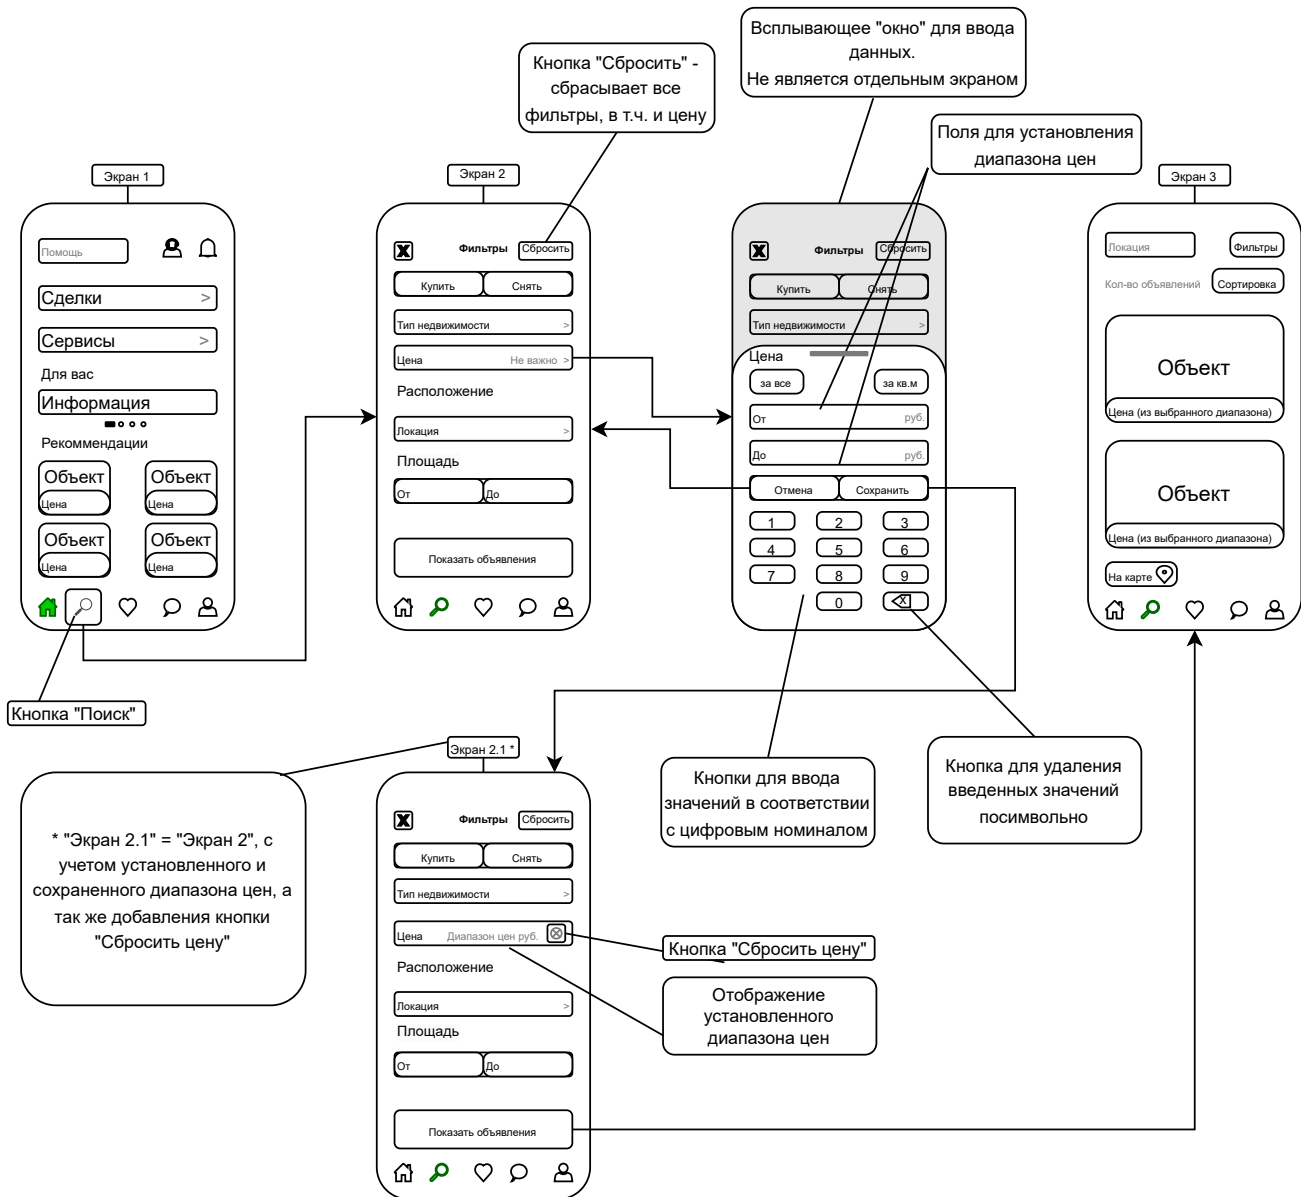 Всплывающее "окно" для ввода
данных.
Не является отдельным экраном
Кнопка "Сбросить" -
сбрасывает все
фильтры, в т.ч. и цену
Поля для установления
диапазона цен
Экран 1
Помощь
Сделки >
Сервисы >
Для вас
Информация
Рекоммендации
Объект
Цена
Объект
Цена
Объект
Цена
Объект
Цена
Кнопка "Поиск"
Экран 2
X
Фильтры
Сбросить
Купить
Снять
Тип недвижимости >
Цена Не важно >
Расположение
Локация >
Площадь
От
До
Показать объявления
X
Фильтры
Сбросить
Купить
Снять
Тип недвижимости >
Цена
за все
за кв.м
От руб.
До руб.
Отмена
Сохранить
1 2 3
4 5 6
7 8 9
0 X
Экран 3
Локация
Фильтры
Кол-во объявлений
Сортировка
Объект
Цена (из выбранного диапазона)
Объект
Цена (из выбранного диапазона)
На карте
Кнопки для ввода
значений в соответствии
с цифровым номиналом
Кнопка для удаления
введенных значений
посимвольно
* "Экран 2.1" = "Экран 2", с
учетом установленного и
сохраненного диапазона цен, а
так же добавления кнопки
"Сбросить цену"
Экран 2.1 *
X
Фильтры
Сбросить
Купить
Снять
Тип недвижимости >
Цена Диапазон цен руб.
Расположение
Локация >
Площадь
От
До
Показать объявления
Кнопка "Сбросить цену"
Отображение
установленного
диапазона цен